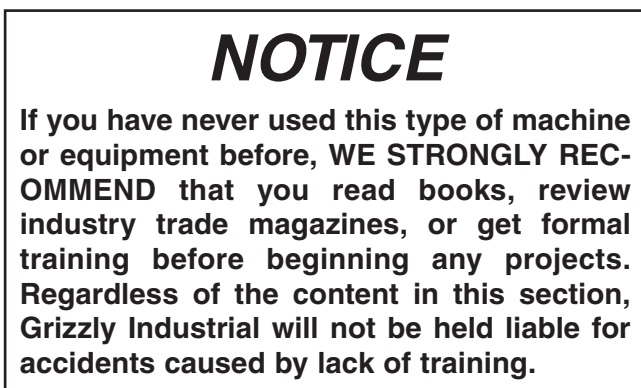 NOTICE
If you have never used this type of machine
or equipment before, WE STRONGLY REC-
OMMEND that you read books, review
industry trade magazines, or get formal
training before beginning any projects.
Regardless of the content in this section,
Grizzly Industrial will not be held liable for
accidents caused by lack of training.